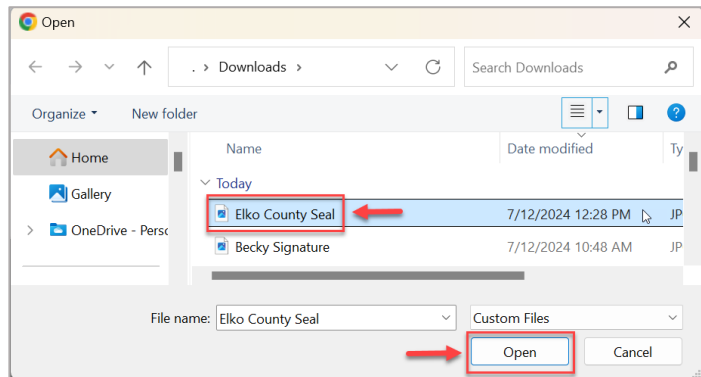 Open
. > Downloads >
Search Downloads
Organize
New folder
Home
Gallery
OneDrive - Perso
Name
Date modified
Ty
Today
Elko County Seal
7/12/2024 12:28 PM
JP
Becky Signature
7/12/2024 10:48 AM
JP
File name: Elko County Seal
Custom Files
Open
Cancel